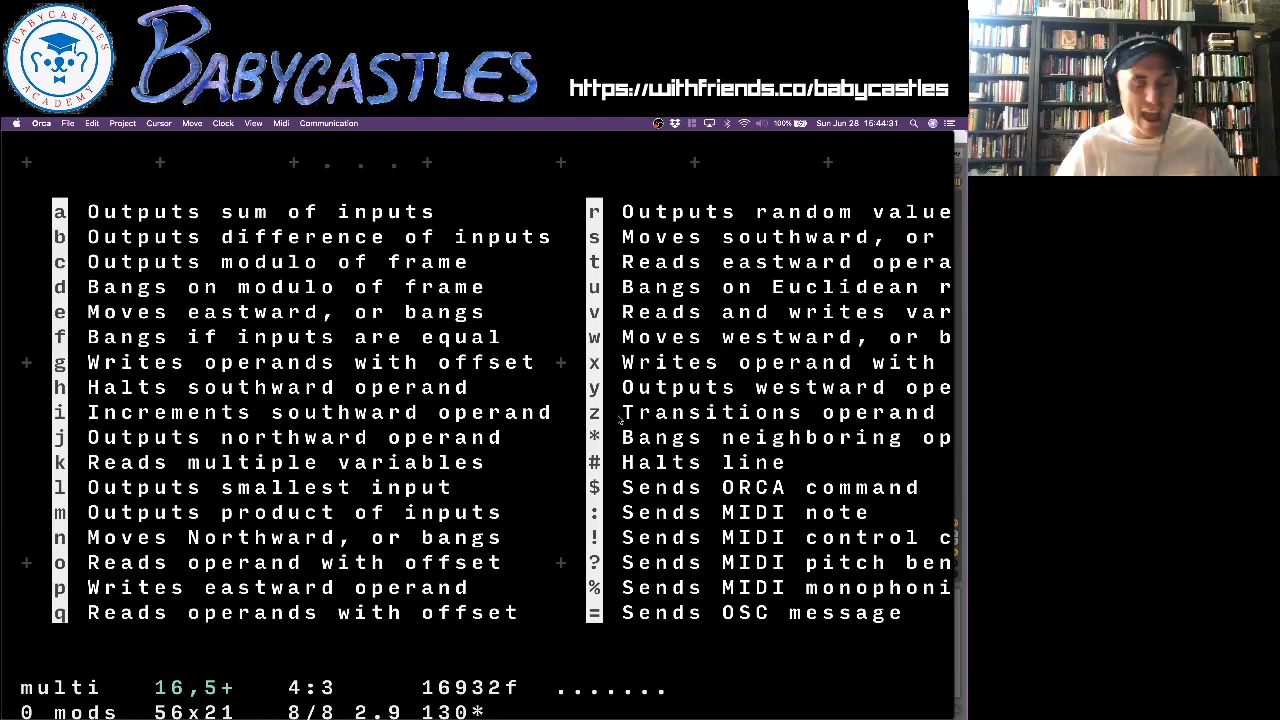 BABYCASTLES
ACADEMY
BABYCASTLES
https://withfriends.co/babycastles
Orca File Edit Project Cursor Move Clock View Midi Communication
100% Sun Jun 28 16:44:31
a Outputs sum of inputs
b Outputs difference of inputs
c Outputs modulo of frame
d Bangs on modulo of frame
e Moves eastward, or bangs
f Bangs if inputs are equal
g Writes operands with offset
h Halts southward operand
i Increments southward operand
j Outputs northward operand
k Reads multiple variables
l Outputs smallest input
m Outputs product of inputs
n Moves Northward, or bangs
o Reads operand with offset
p Writes eastward operand
q Reads operands with offset
r Outputs random value
s Moves southward, or
t Reads eastward opera
u Bangs on Euclidean r
v Reads and writes var
w Moves westward, or b
x Writes operand with
y Outputs westward ope
z Transitions operand
* Bangs neighboring op
# Halts line
$ Sends ORCA command
: Sends MIDI note
! Sends MIDI control c
? Sends MIDI pitch ben
% Sends MIDI monophoni
= Sends OSC message
multi 16,5+ 4:3 16932f .......
0 mods 56x21 8/8 2.9 130*